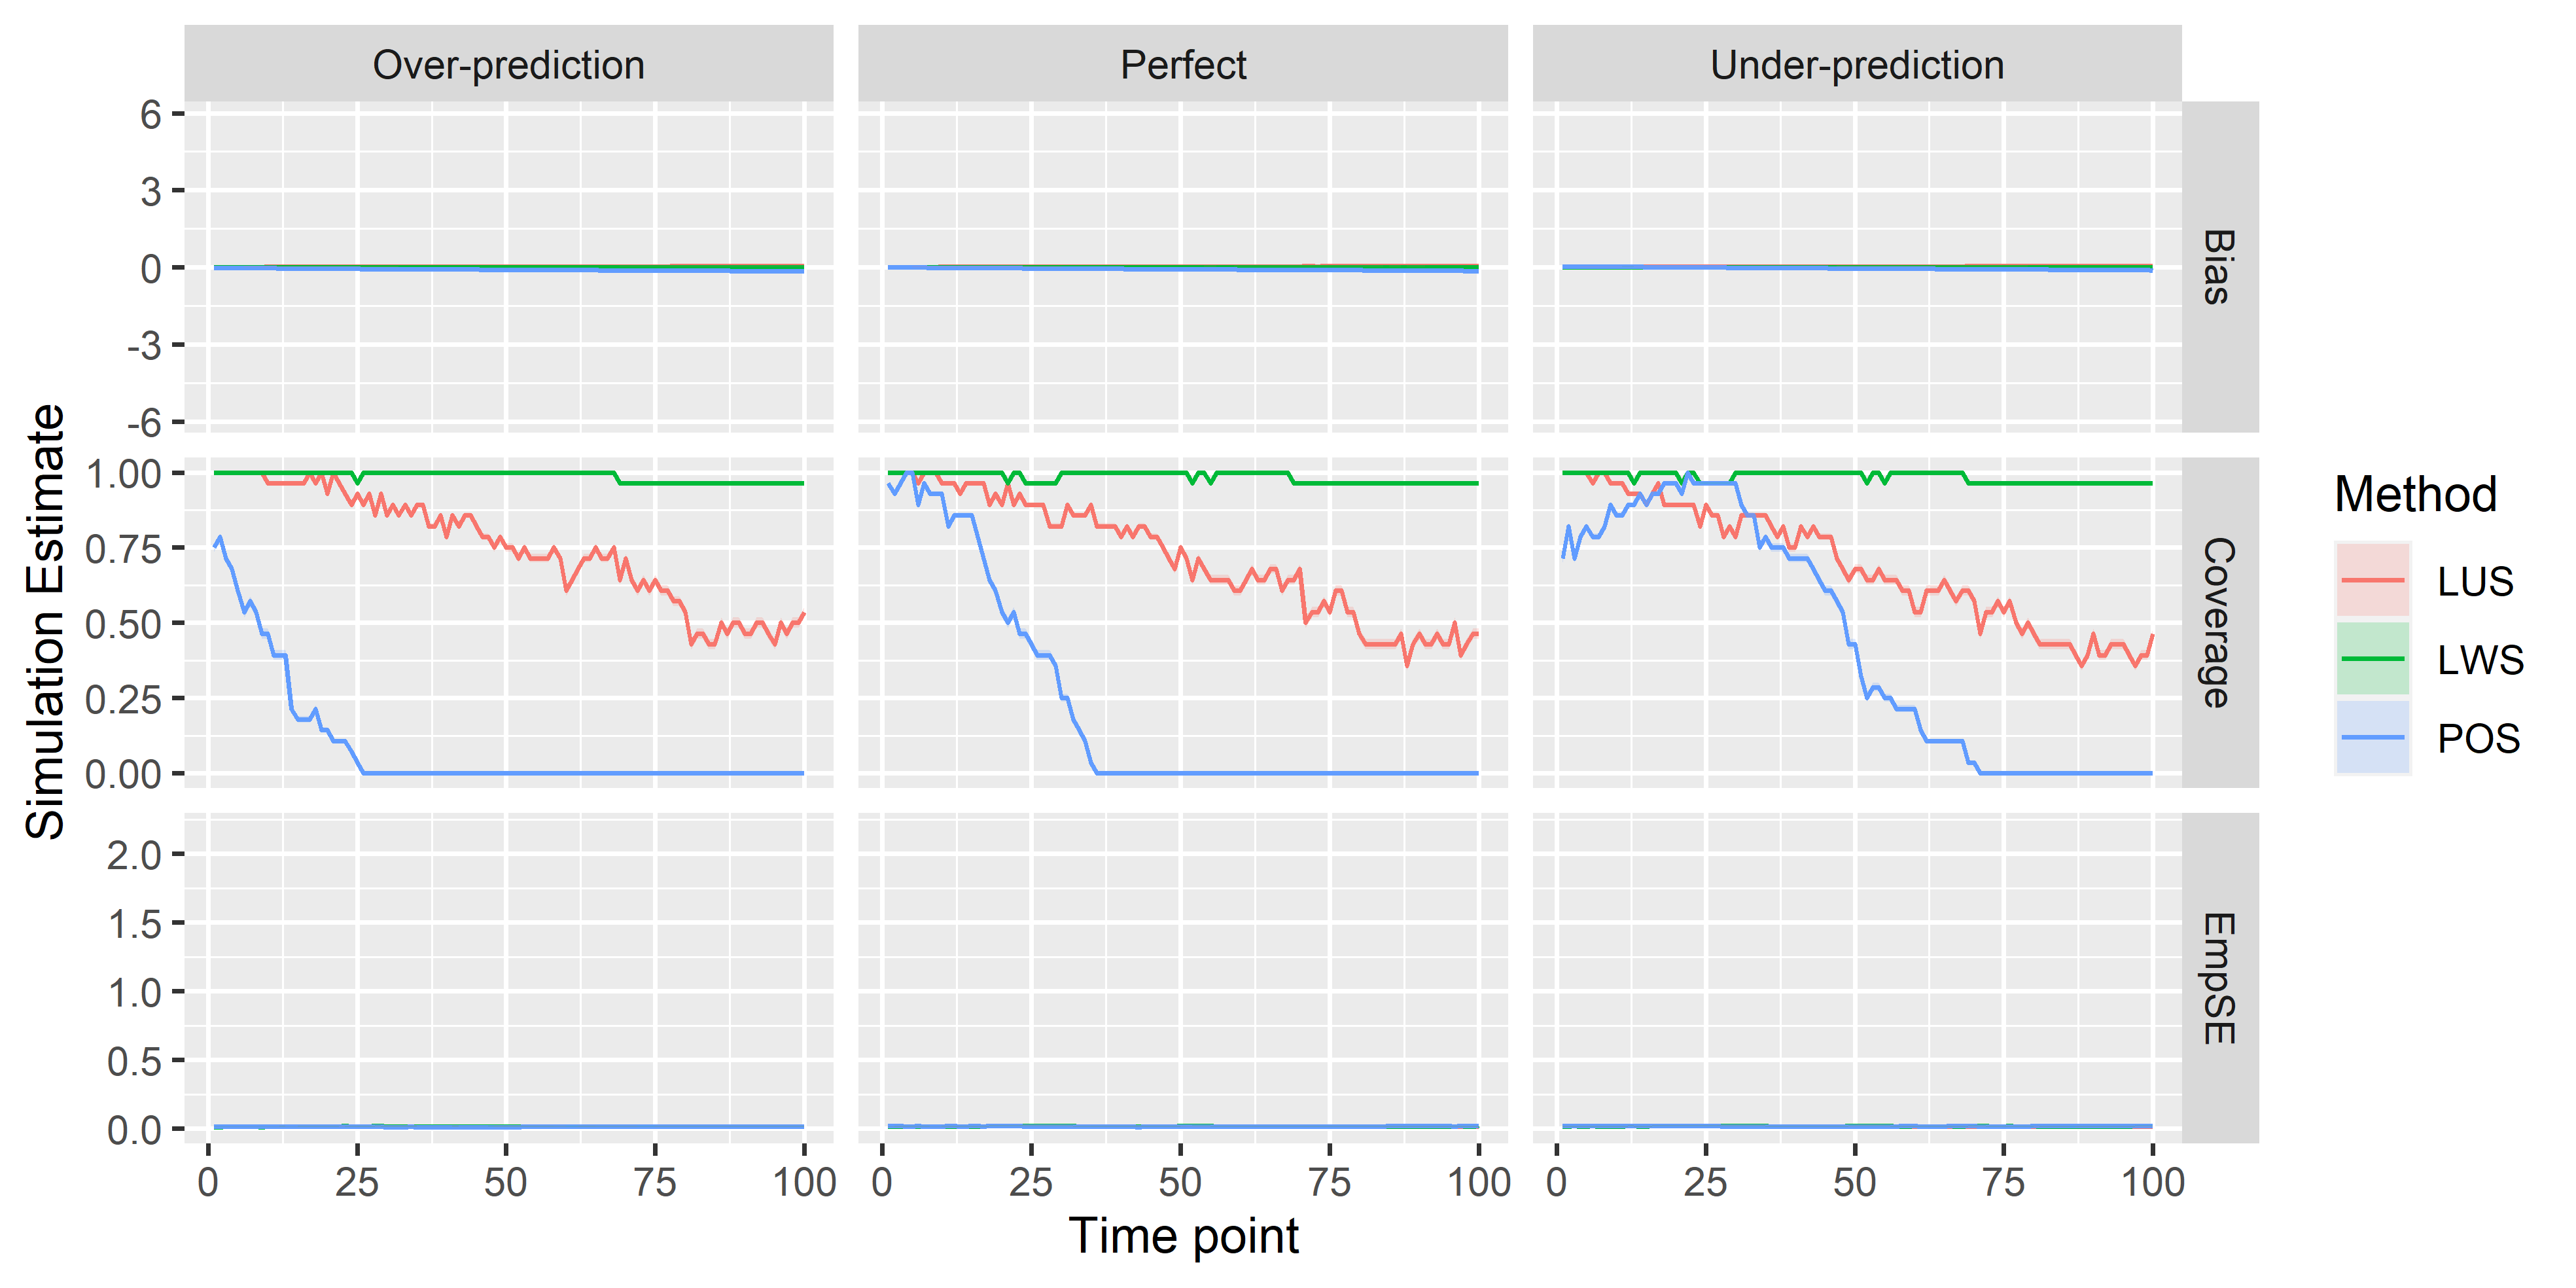 Over-prediction
Perfect
Under-prediction
6
3
0
-3
-6
Bias
1.00
0.75
0.50
0.25
0.00
Coverage
2.0
1.5
1.0
0.5
0.0
EmpSE
0 25 50 75 100
0 25 50 75 100
0 25 50 75 100
Time point
Simulation Estimate
Method
LUS
LWS
POS